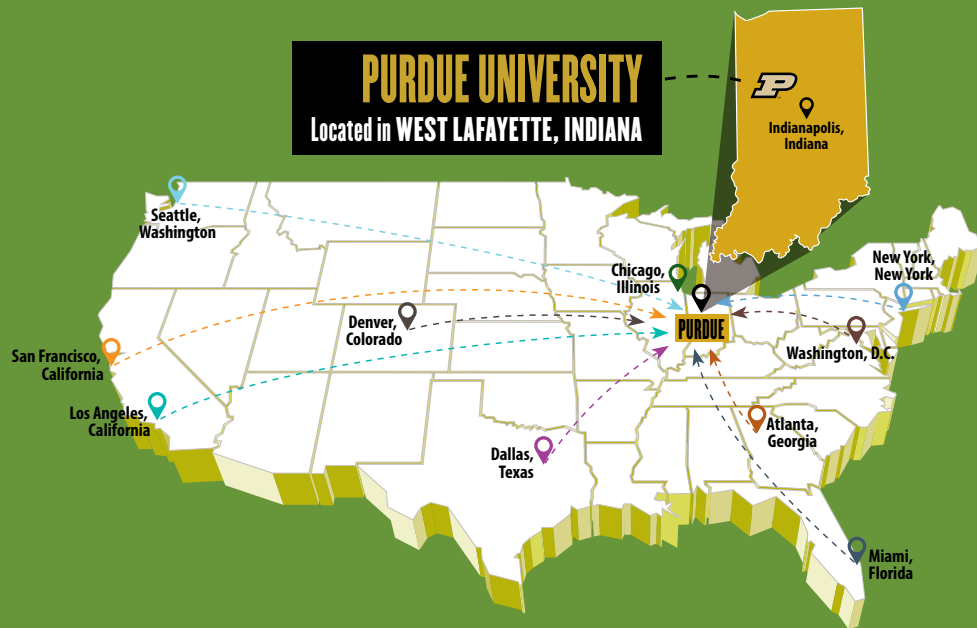 PURDUE UNIVERSITY
Located in WEST LAFAYETTE, INDIANA
P
Indianapolis,
Indiana
Seattle,
Washington
Chicago,
Illinois
New York,
New York
Denver,
Colorado
PURDUE
Washington, D.C.
San Francisco,
California
Los Angeles,
California
Atlanta,
Georgia
Dallas,
Texas
Miami,
Florida